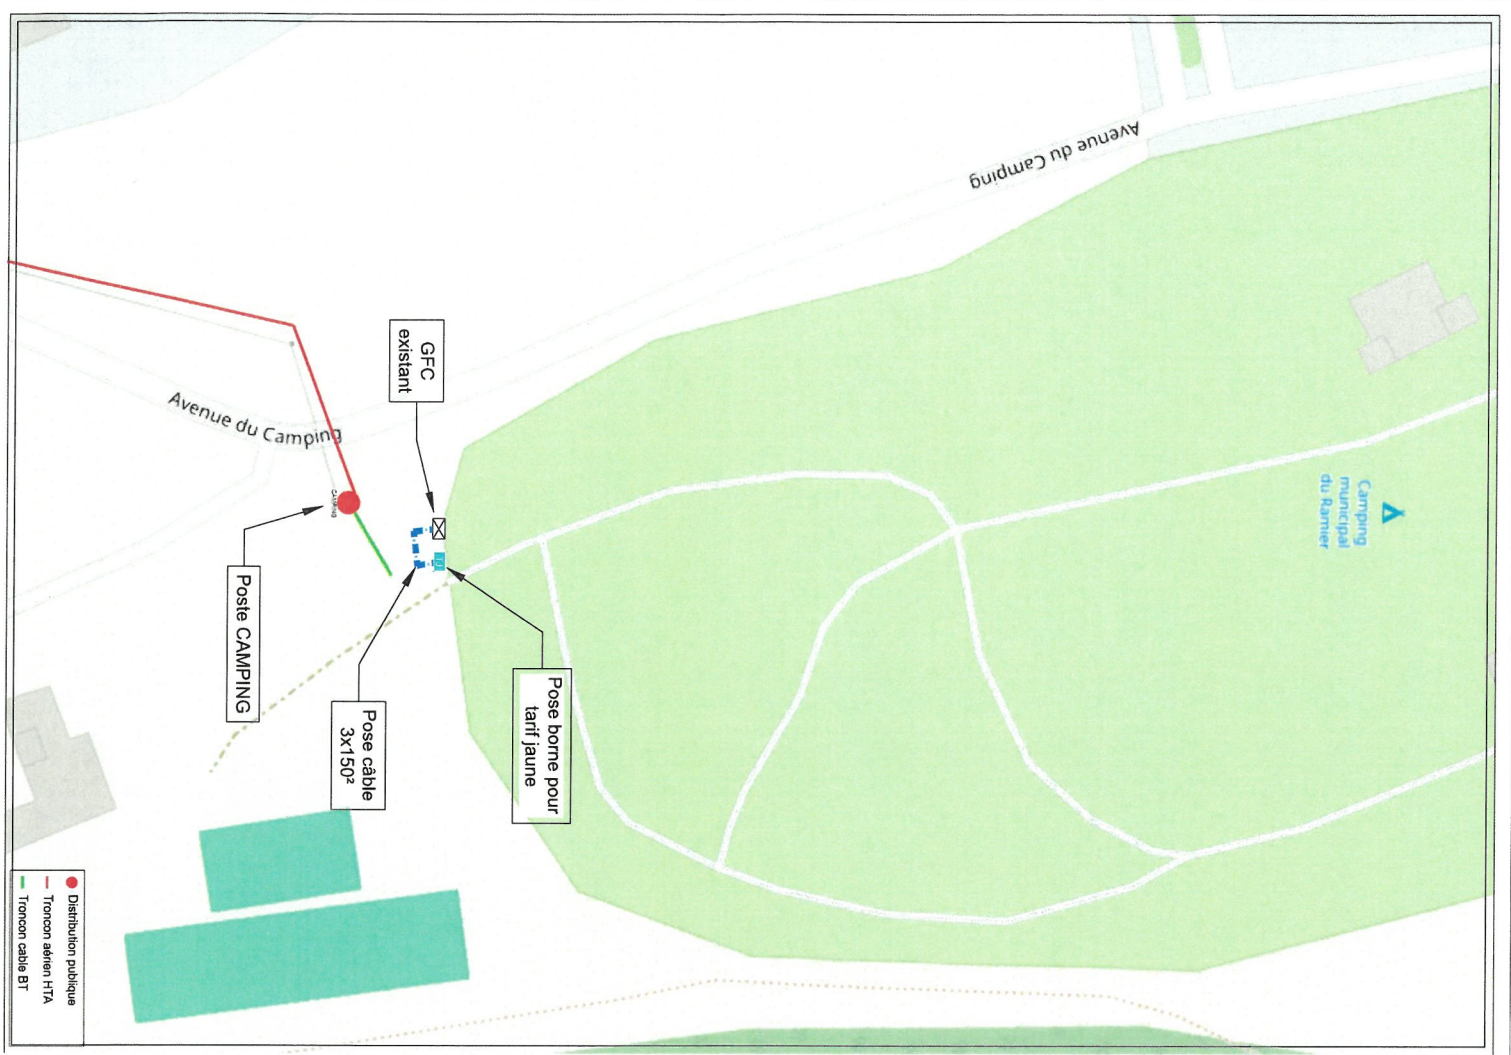 Avenue du Camping
Camping
municipal
du Ramier
GFC
existant
Avenue du Camping
CAMPING
Poste CAMPING
Pose câble
3x150²
Pose borne pour
tarif jaune
Distribution publique
Troncon aérien HTA
Troncon cable BT